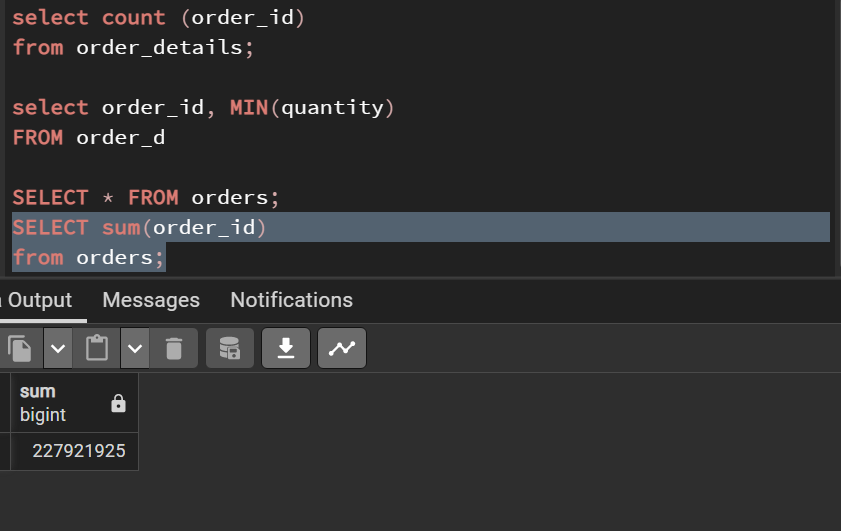 select count (order_id)
from order_details;
select order_id, MIN(quantity)
FROM order_d
SELECT * FROM orders;
SELECT sum(order_id)
from orders;
Output Messages Notifications
sum
bigint
227921925